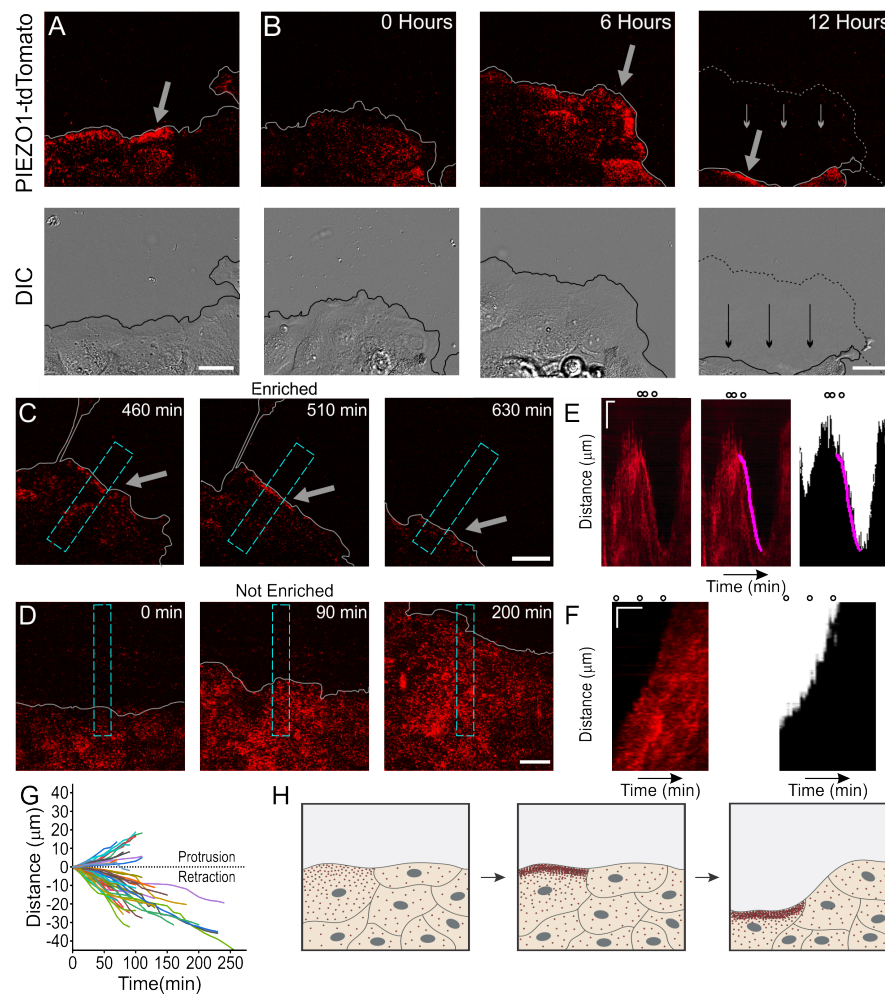 A
B
0 Hours
6 Hours
12 Hours
PIEZO1-tdTomato
DIC
Enriched
C
460 min
510 min
630 min
E
Distance (μm)
Time (min)
Not Enriched
D
0 min
90 min
200 min
F
Distance (μm)
Time (min)
Time (min)
G
Distance (μm)
40
30
20
10
0
-10
-20
-30
-40
Protrusion
Retraction
0
50
100
150
200
250
Time(min)
H